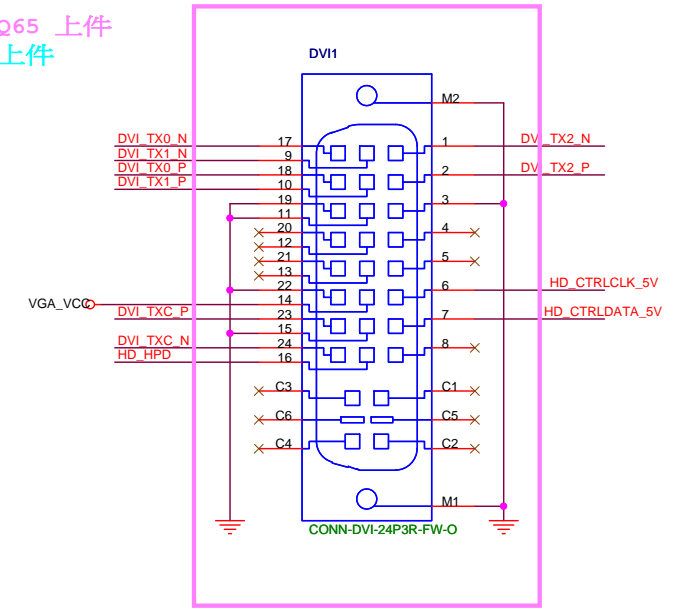 Q65 上件
上件
DVI1
M2
DVI_TX0_N 17
1 DVI_TX2_N
DVI_TX1_N 9
DVI_TX0_P 18
2 DVI_TX2_P
DVI_TX1_P 10
19
3
11
20
4
12
21
5
13
22
6 HD_CTRLCLK_5V
VGA_VCC 14
DVI_TXC_P 23
7 HD_CTRLDATA_5V
15
DVI_TXC_N 24
8
HD_HPD 16
C3
C1
C6
C5
C4
C2
M1
CONN-DVI-24P3R-FW-O